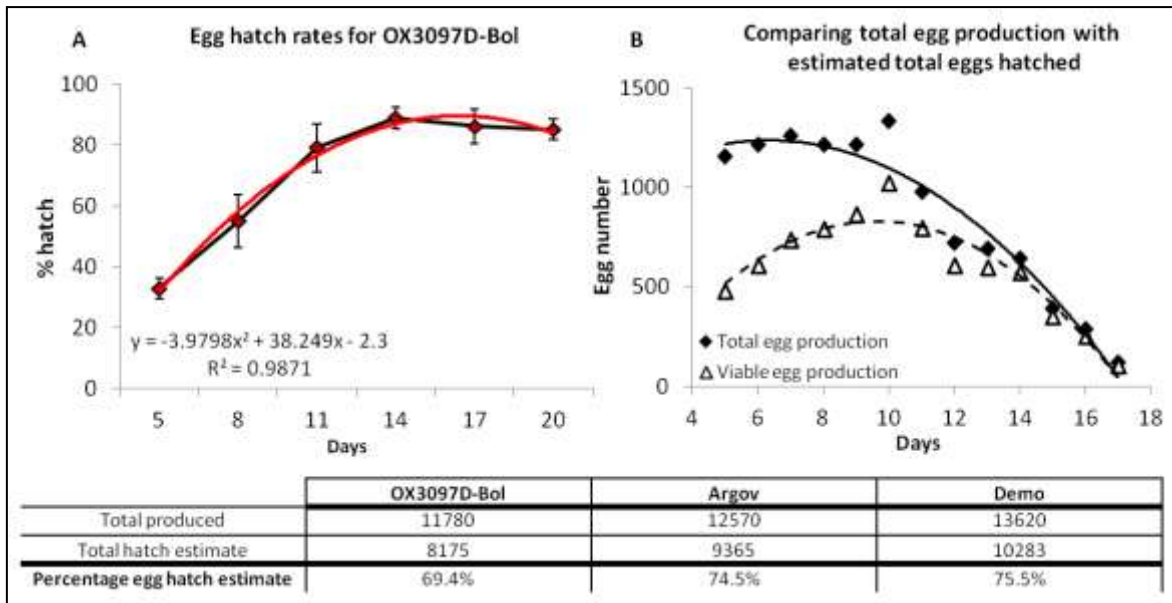 A
Egg hatch rates for OX3097D-Bol
100
80
60
40
20
0
% hatch
y = -3.9798x² + 38.249x - 2.3
R² = 0.9871
5 8 11 14 17 20
Days
B
Comparing total egg production with
estimated total eggs hatched
1500
1000
500
0
Egg number
Total egg production
Viable egg production
4 6 8 10 12 14 16 18
Days
OX3097D-Bol Argov Demo
Total produced 11780 12570 13620
Total hatch estimate 8175 9365 10283
Percentage egg hatch estimate 69.4% 74.5% 75.5%